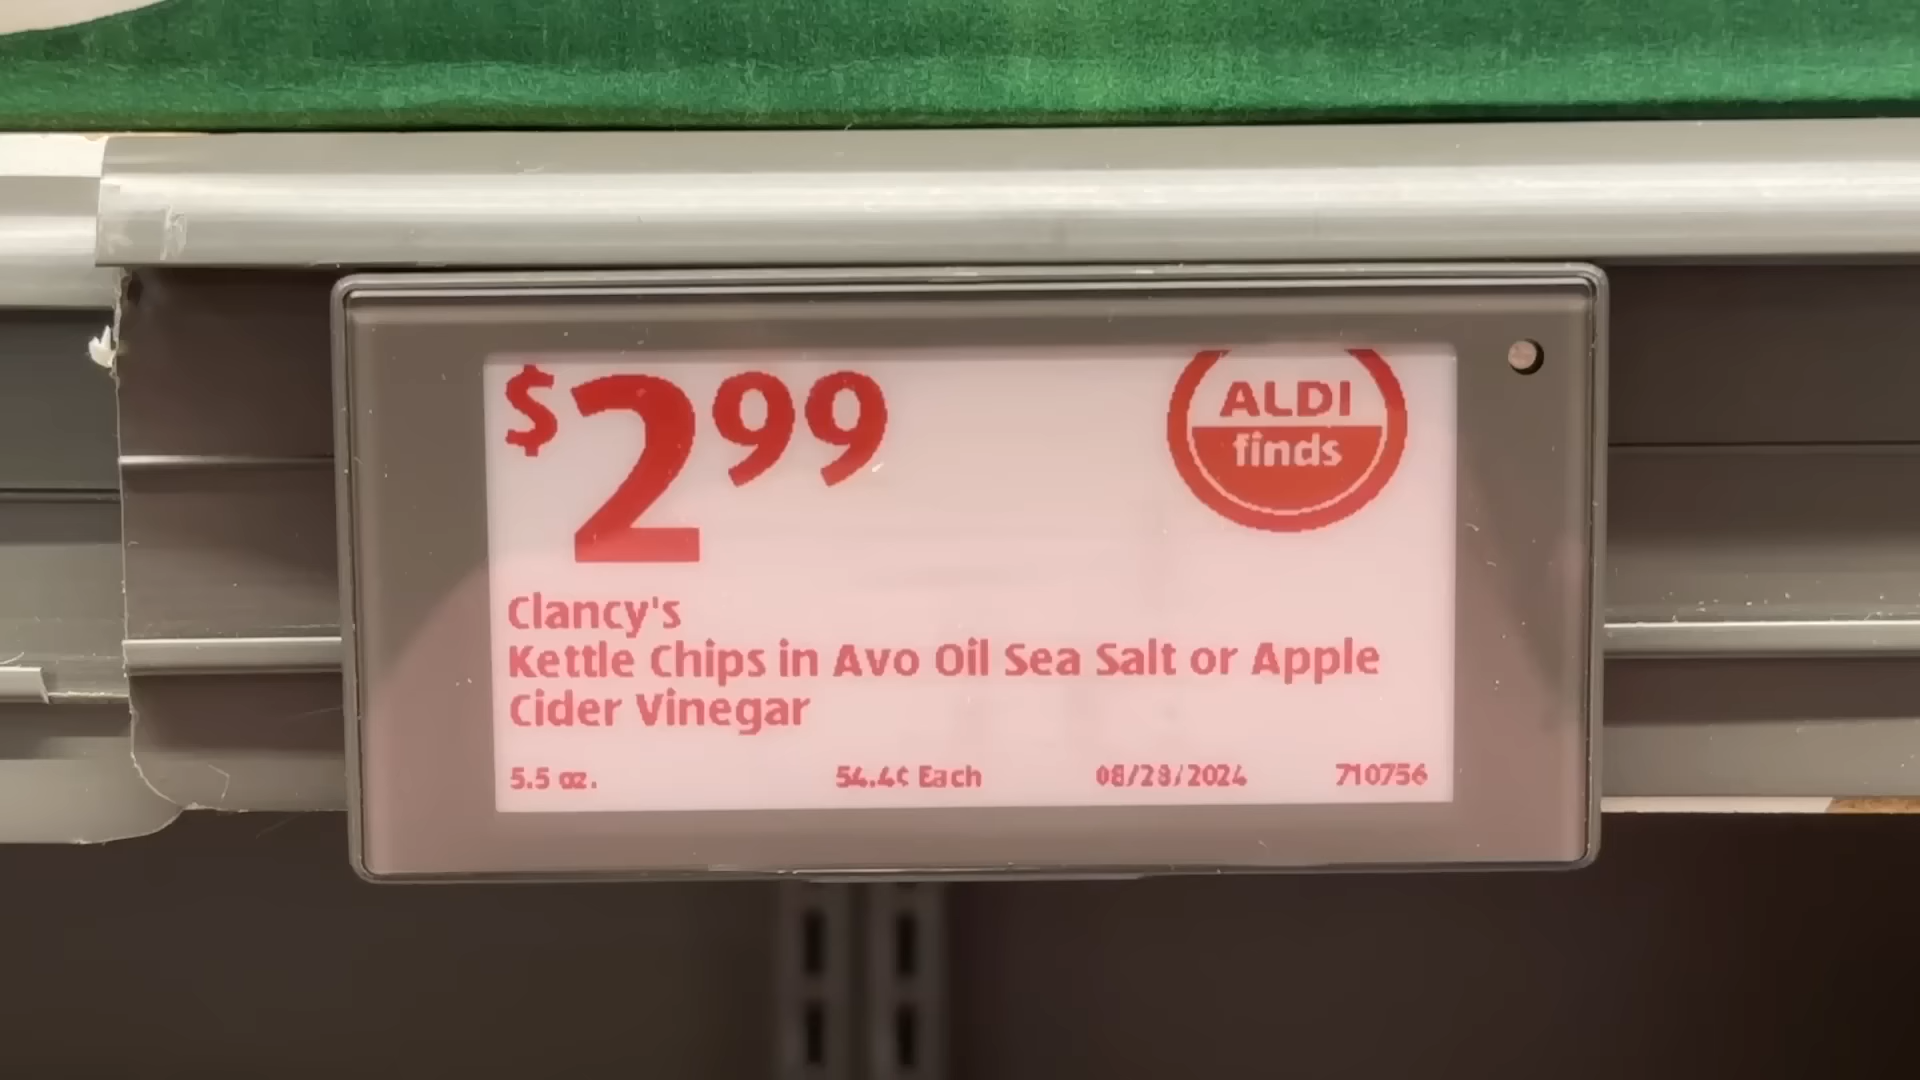 $2.99
ALDI
finds
Clancy's
Kettle Chips in Avo Oil Sea Salt or Apple
Cider Vinegar
5.5 oz. 54.4¢ Each 08/28/2024 710756